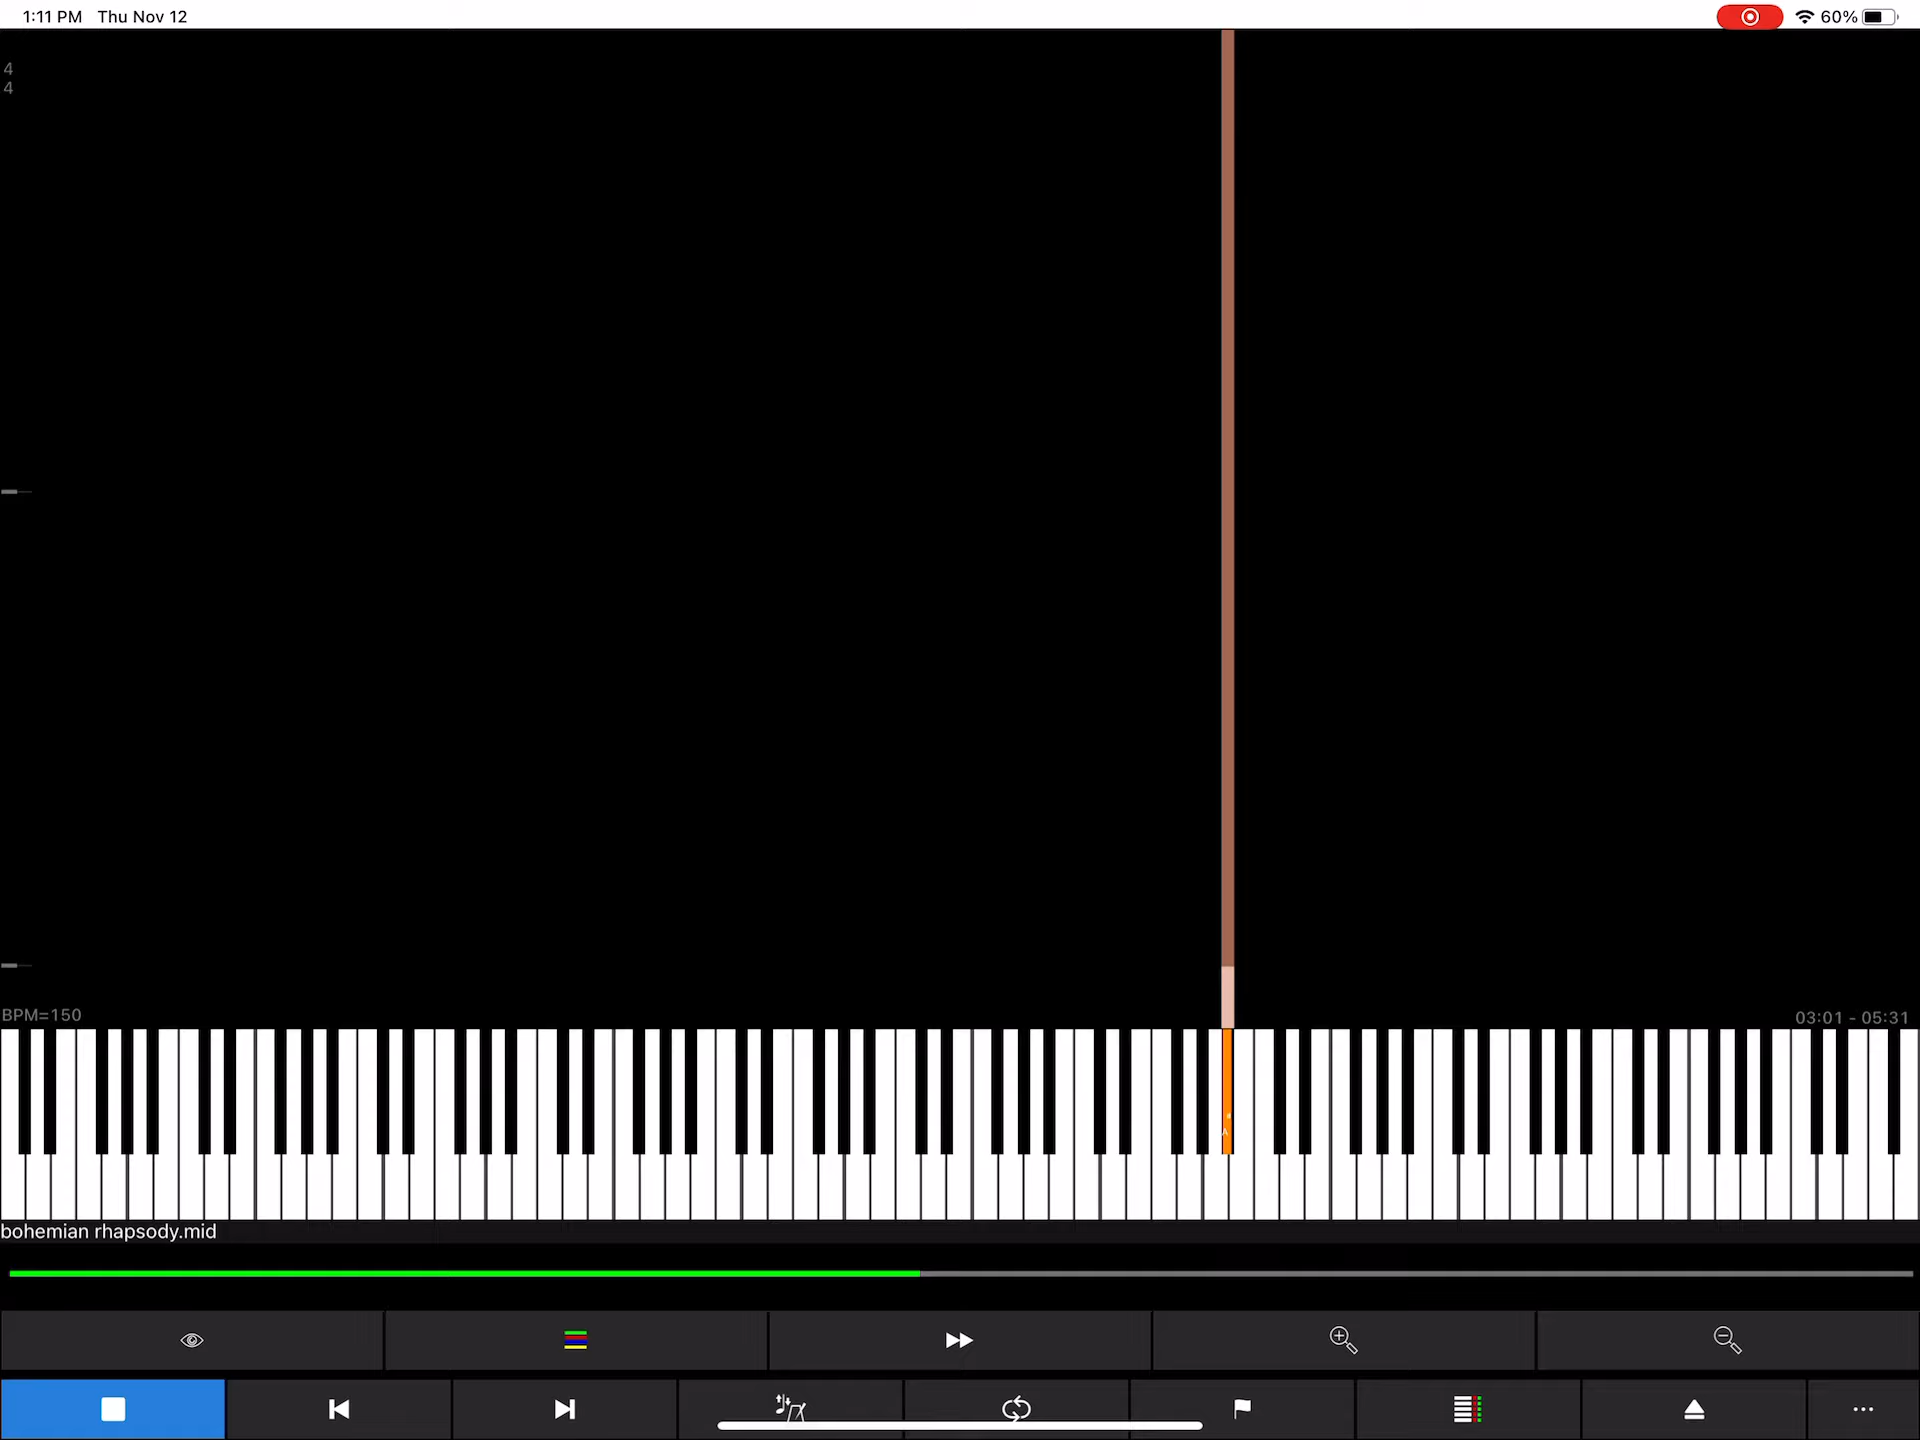 1:11 PM Thu Nov 12
60%
4
4
BPM=150
03:01 - 05:31
A
bohemian rhapsody.mid